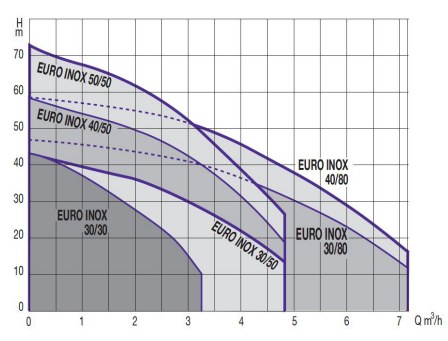 H
m
70
60
50
40
30
20
10
0
EURO INOX 50/50
EURO INOX 40/50
EURO INOX
40/80
EURO INOX
30/30
EURO INOX 30/50
EURO INOX
30/80
0 1 2 3 4 5 6 7 Q m³/h